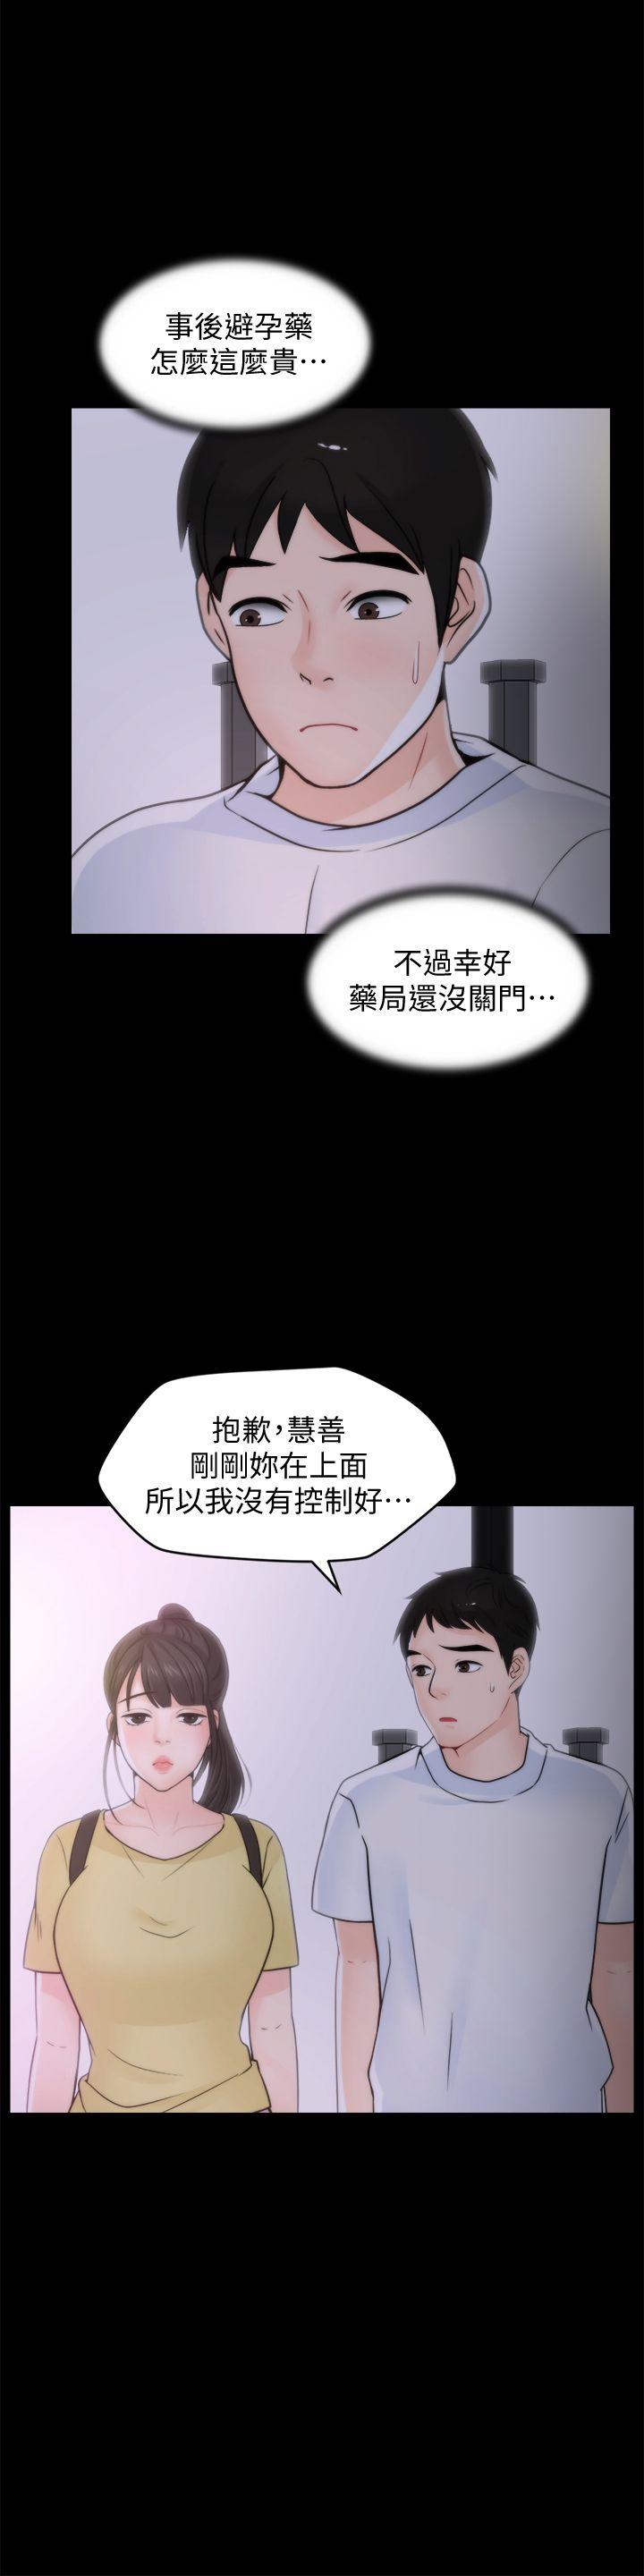 事後避孕藥
怎麼這麼貴⋯
不過幸好
藥局還沒關門⋯
抱歉，慧善
剛剛妳在上面
所以我沒有控制好⋯